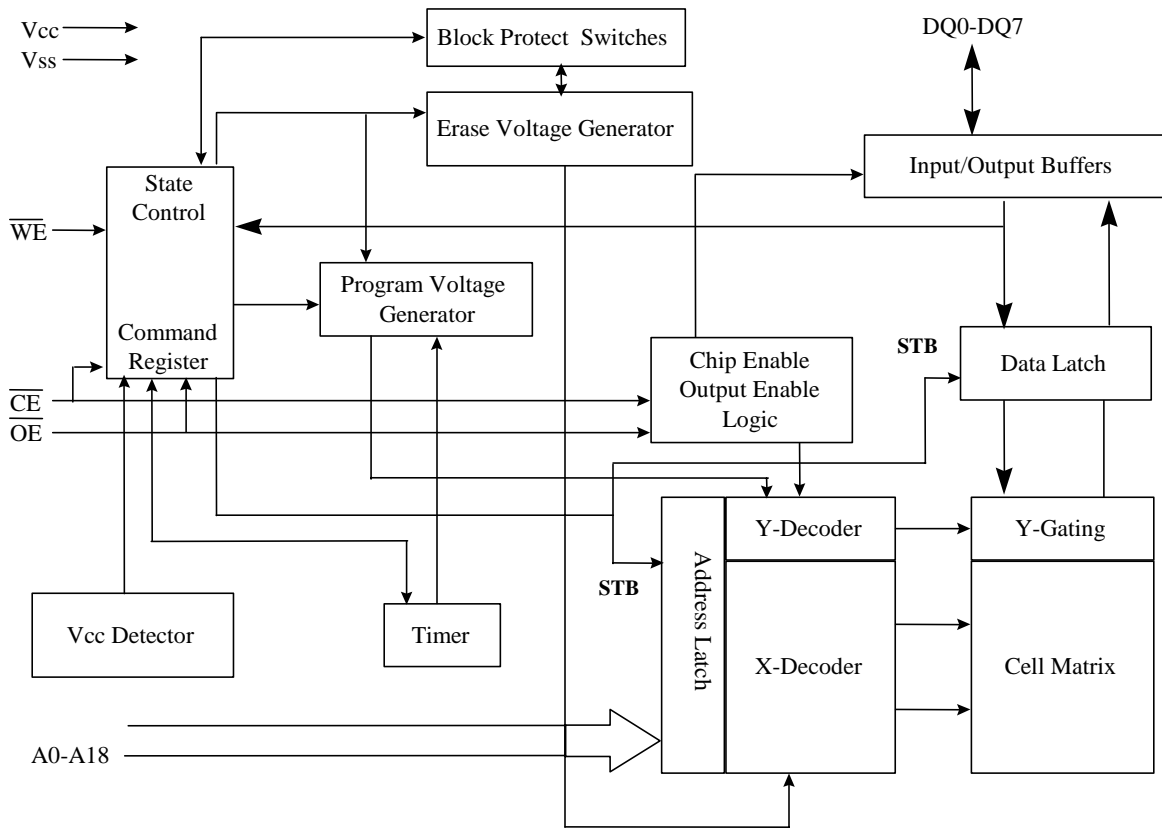 Vcc
Vss
Block Protect Switches
DQ0-DQ7
Erase Voltage Generator
Input/Output Buffers
State
Control
WE
Program Voltage
Generator
Command
Register
STB
Data Latch
Chip Enable
Output Enable
Logic
CE
OE
Y-Decoder
Y-Gating
Address Latch
STB
Vcc Detector
Timer
X-Decoder
Cell Matrix
A0-A18